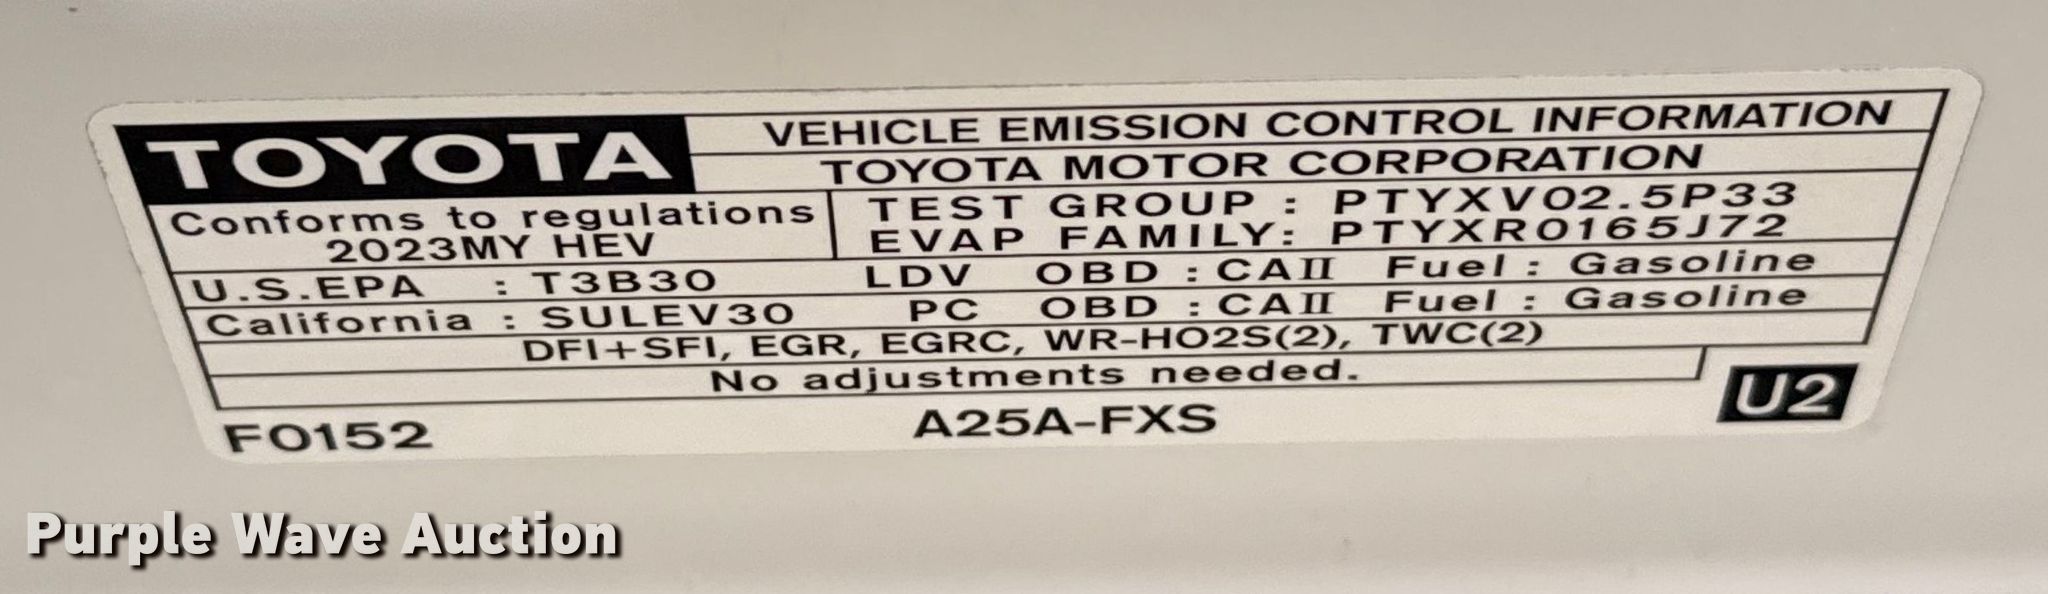 TOYOTA
VEHICLE EMISSION CONTROL INFORMATION
TOYOTA MOTOR CORPORATION
Conforms to regulations
2023MY HEV
TEST GROUP : PTYXV02.5P33
EVAP FAMILY: PTYXR0165J72
U.S.EPA : T3B30 LDV OBD : CAII Fuel : Gasoline
California : SULEV30 PC OBD : CAII Fuel : Gasoline
DFI+SFI, EGR, EGRC, WR-HO2S(2), TWC(2)
No adjustments needed.
F0152 A25A-FXS U2
Purple Wave Auction